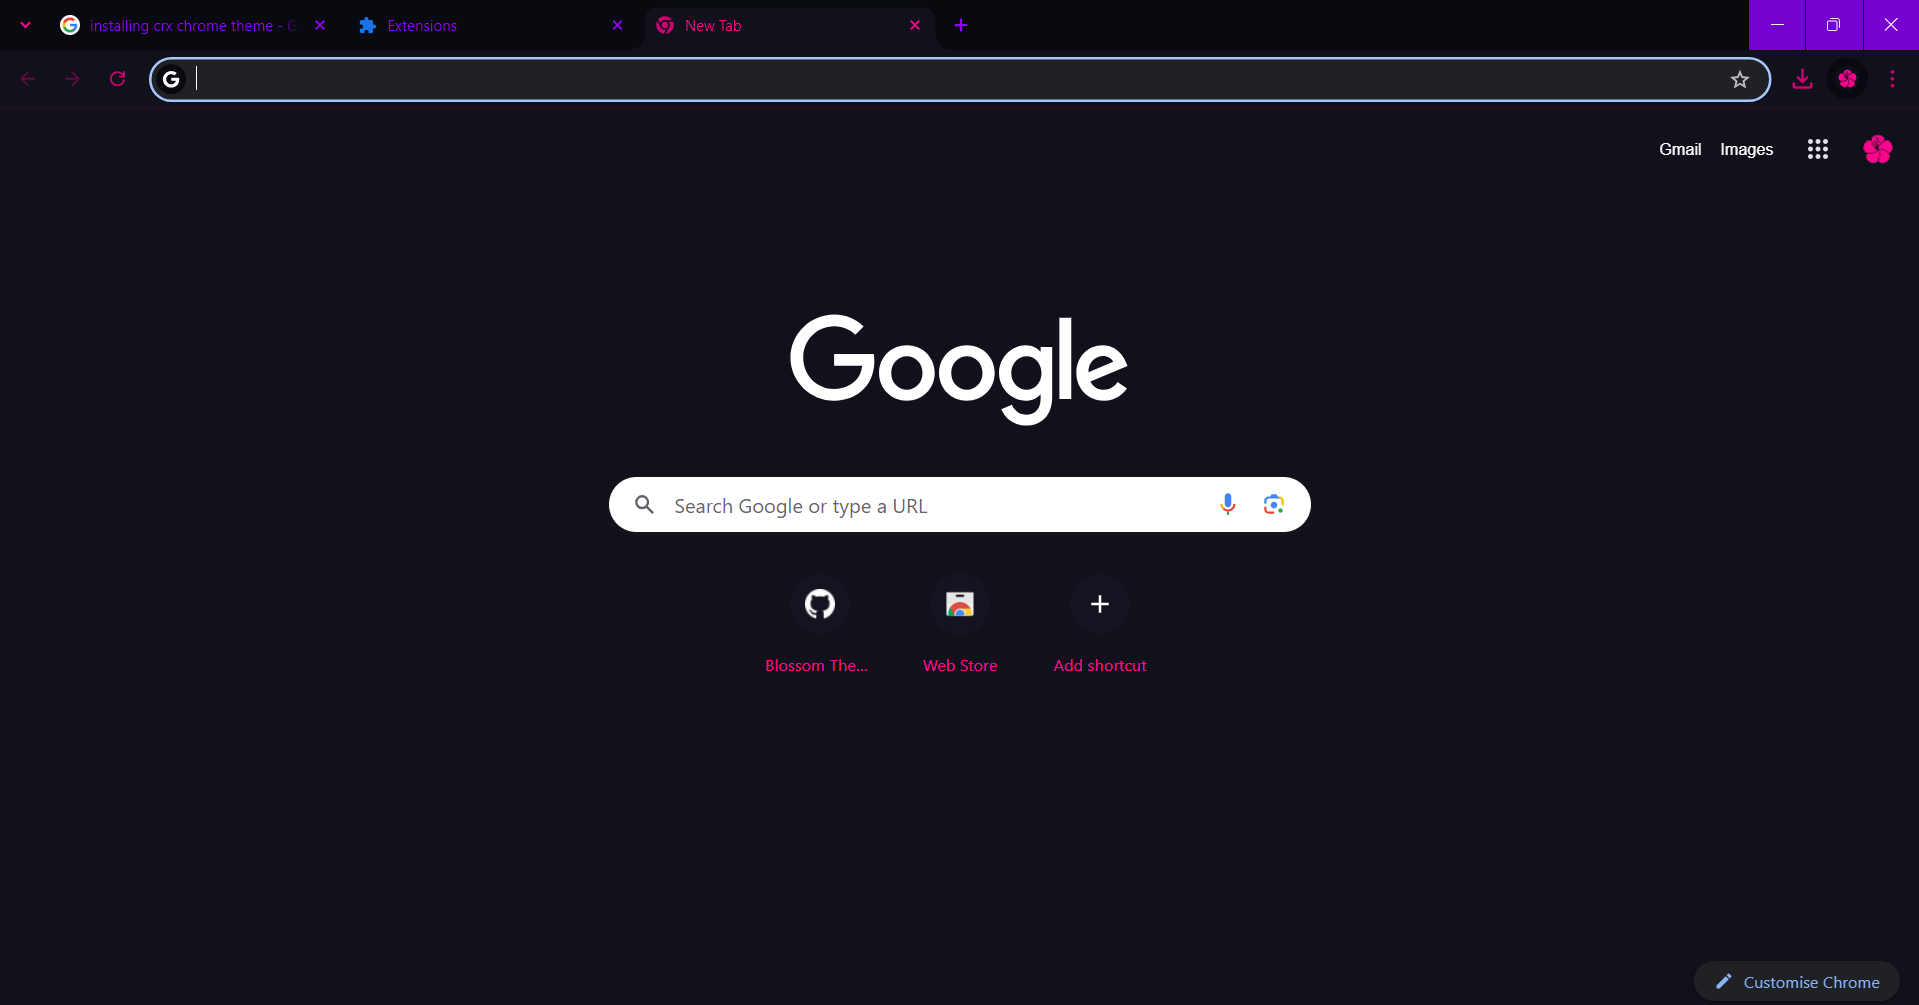 installing crx chrome theme - G
Extensions
New Tab
Gmail Images
Google
Search Google or type a URL
Blossom The...
Web Store
Add shortcut
Customise Chrome